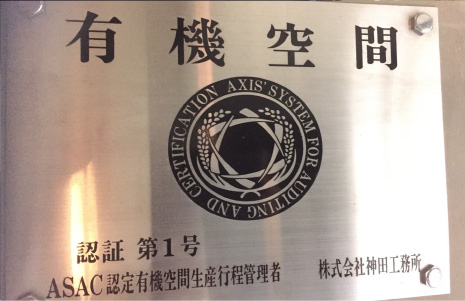 有機空間
AXIS' SYSTEM FOR AUDITING AND CERTIFICATION
認証 第1号
ASAC認定有機空間生産行程管理者 株式会社神田工務所